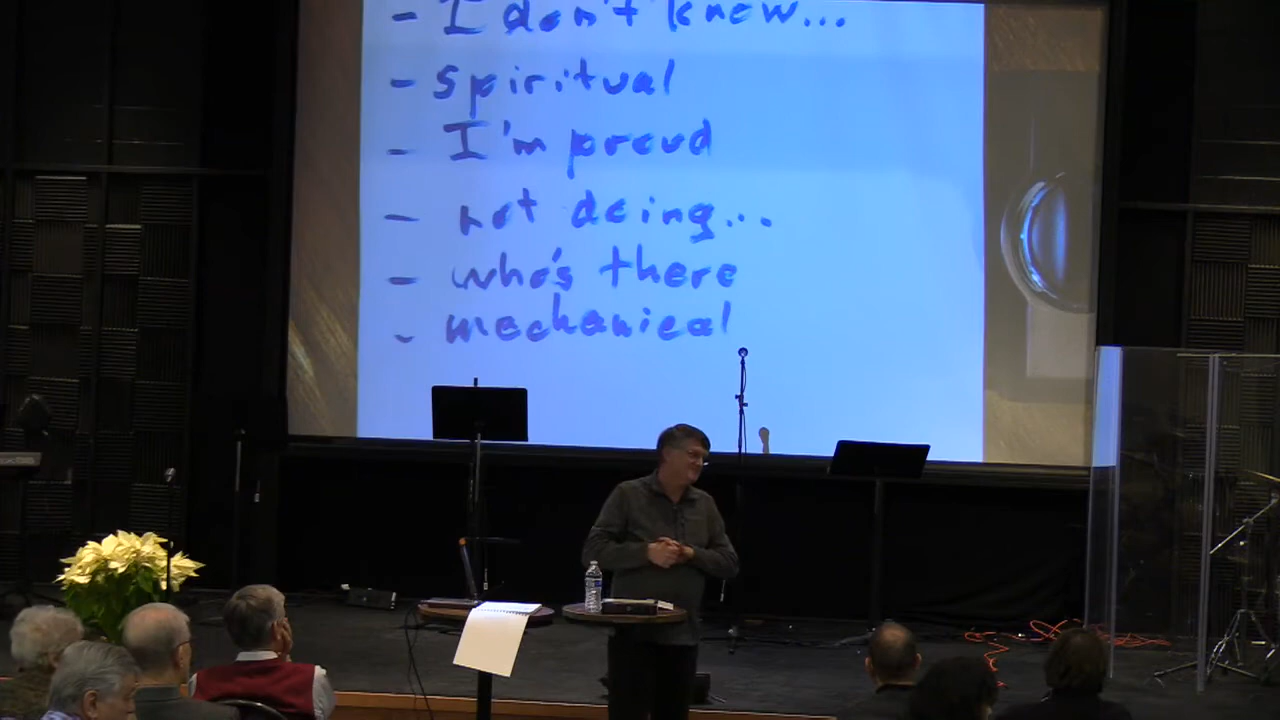 - I don't know...
- spiritual
- I'm proud
- not doing...
- who's there
- mechanical